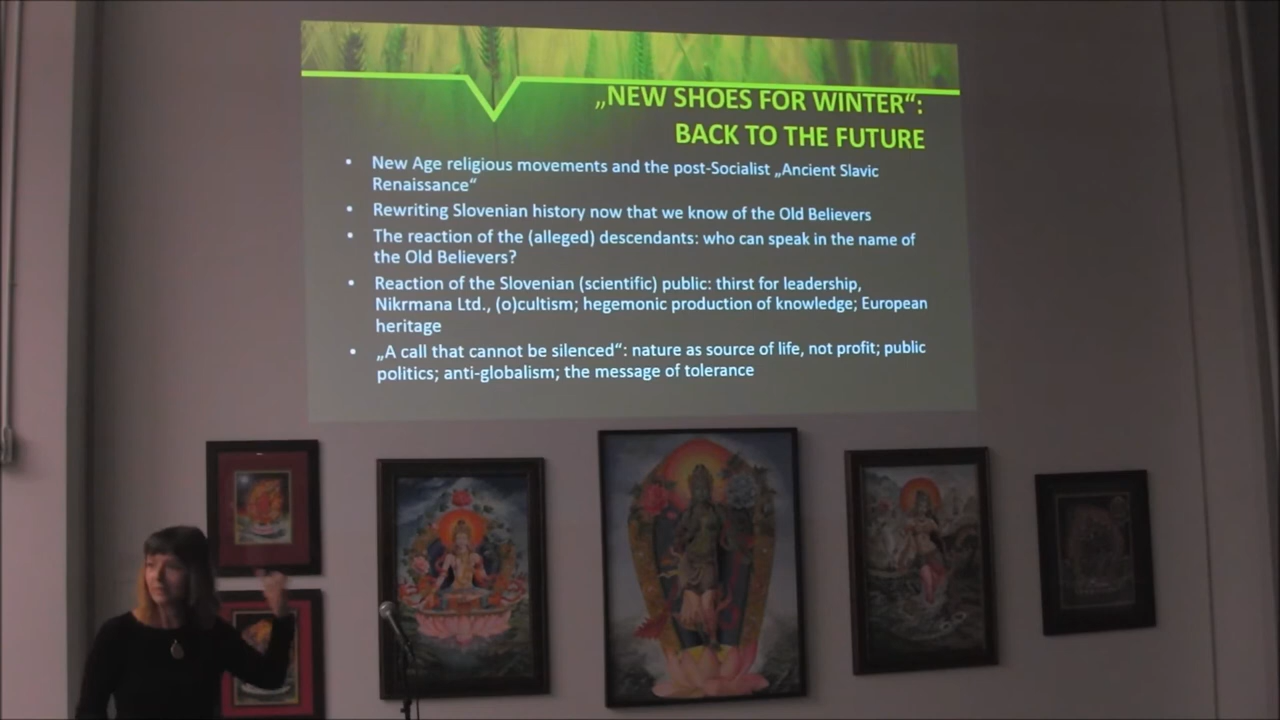 „NEW SHOES FOR WINTER“:
BACK TO THE FUTURE
• New Age religious movements and the post-Socialist „Ancient Slavic
Renaissance“
• Rewriting Slovenian history now that we know of the Old Believers
• The reaction of the (alleged) descendants: who can speak in the name of
the Old Believers?
• Reaction of the Slovenian (scientific) public: thirst for leadership,
Nikrmana Ltd., (o)cultism; hegemonic production of knowledge; European
heritage
• „A call that cannot be silenced“: nature as source of life, not profit; public
politics; anti-globalism; the message of tolerance